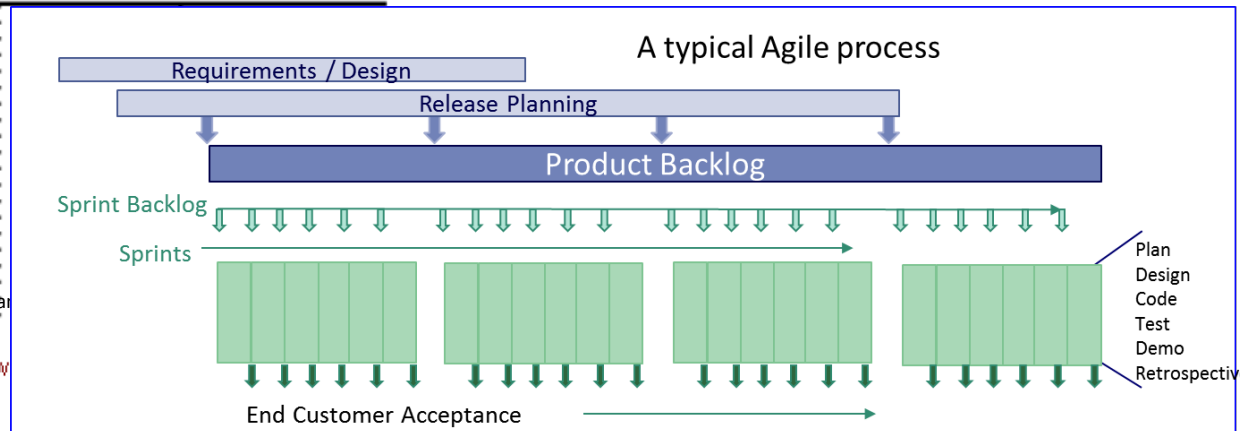 A typical Agile process
Requirements / Design
Release Planning
Product Backlog
Sprint Backlog
Sprints
Plan
Design
Code
Test
Demo
Retrospectiv
End Customer Acceptance